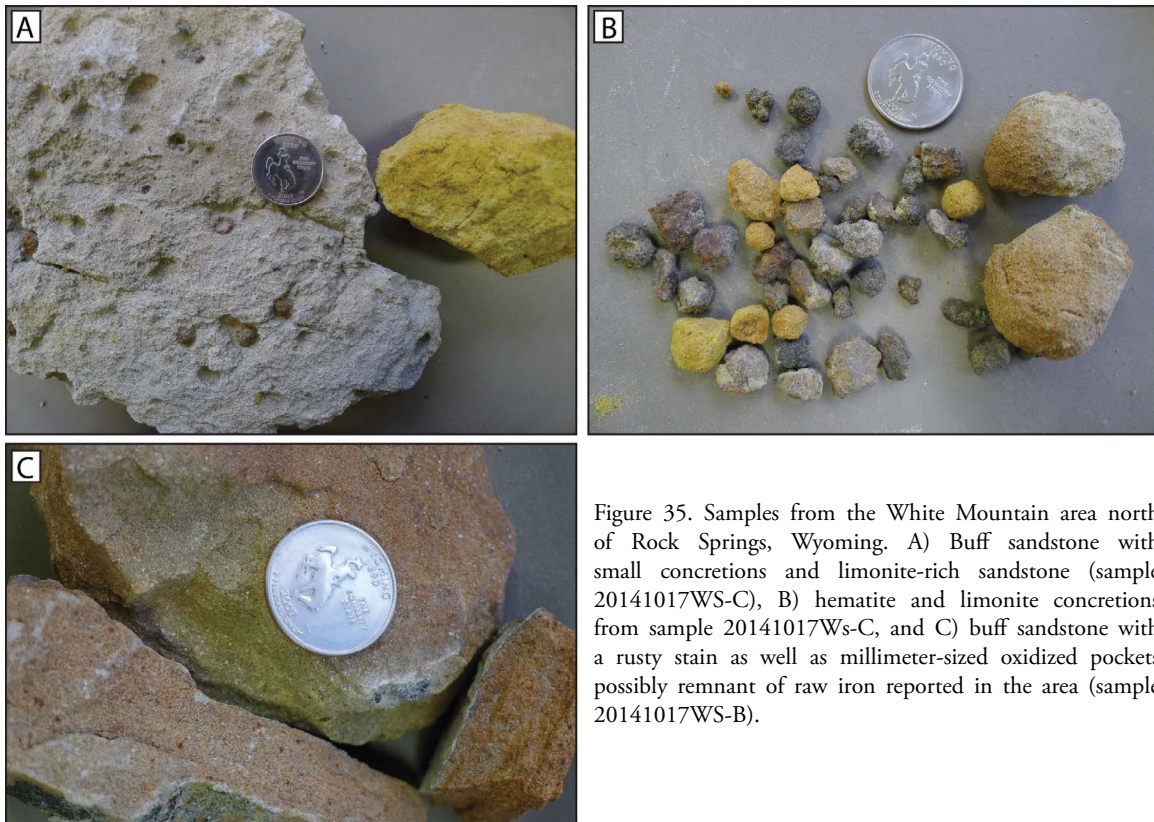 A
B
C
Figure 35. Samples from the White Mountain area north
of Rock Springs, Wyoming. A) Buff sandstone with
small concretions and limonite-rich sandstone (sample
20141017WS-C), B) hematite and limonite concretions
from sample 20141017Ws-C, and C) buff sandstone with
a rusty stain as well as millimeter-sized oxidized pockets
possibly remnant of raw iron reported in the area (sample
20141017WS-B).